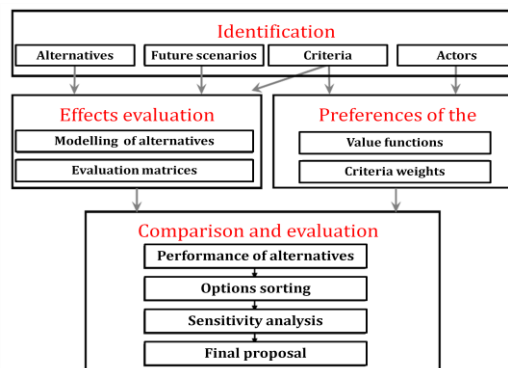 Identification
Alternatives
Future scenarios
Criteria
Actors
Effects evaluation
Modelling of alternatives
Evaluation matrices
Preferences of the
Value functions
Criteria weights
Comparison and evaluation
Performance of alternatives
Options sorting
Sensitivity analysis
Final proposal